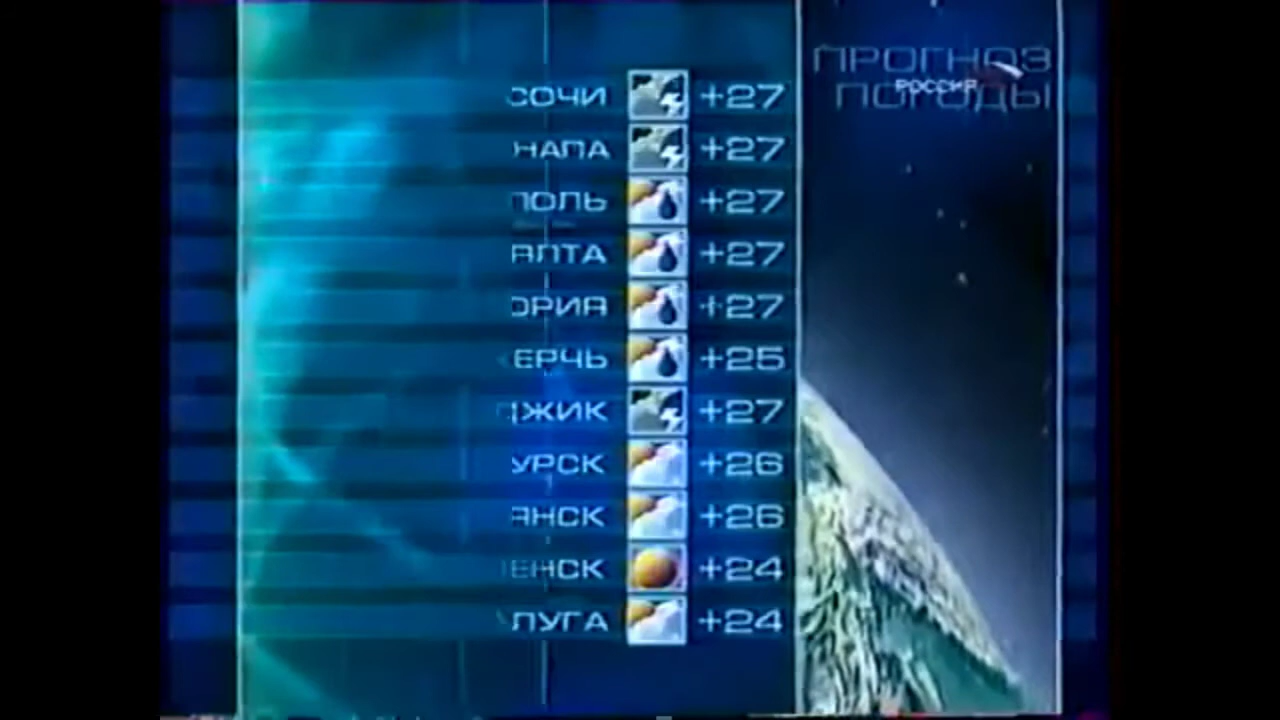 ПРОГНОЗ
ПОГОДЫ
РОССИЯ
СОЧИ +27
НАПА +27
ПОЛЬ +27
ЯЛТА +27
ОРИЯ +27
ЕРЧЬ +25
ДЖИК +27
УРСК +26
ЯНСК +26
ЕНСК +24
ЛУГА +24